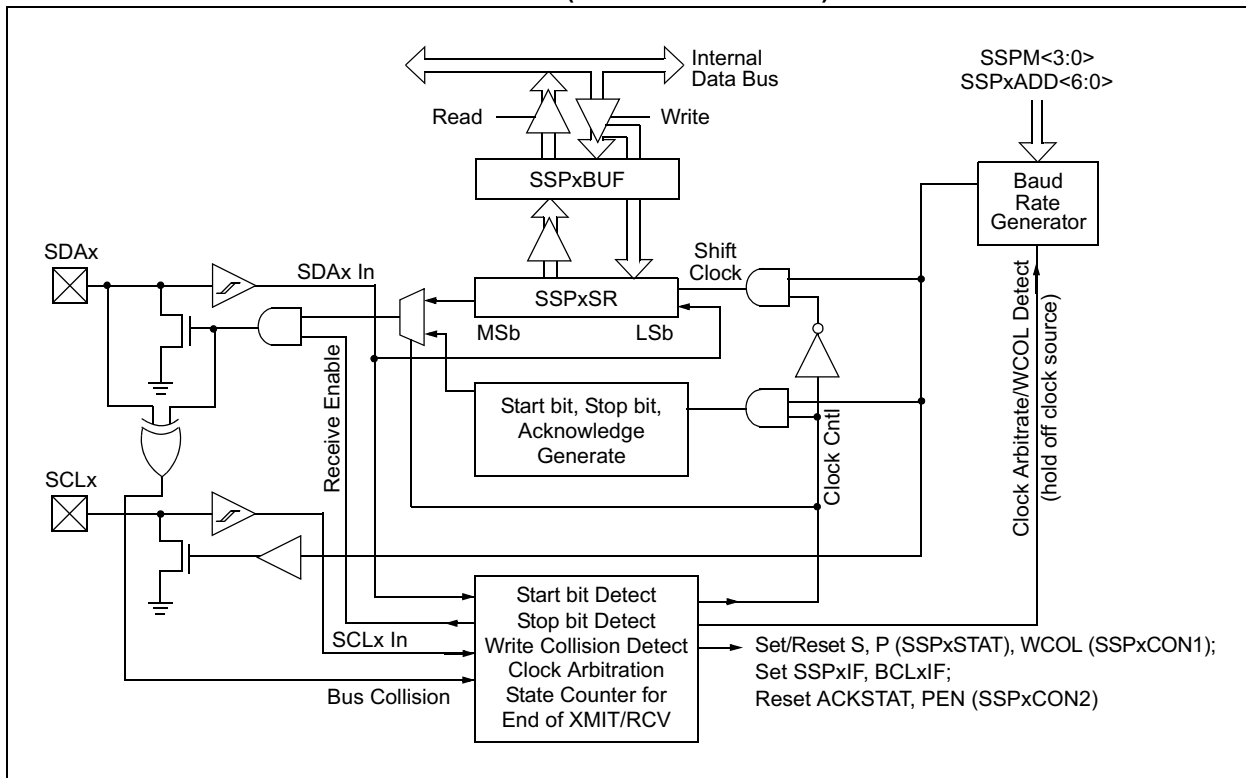 Internal
Data Bus
SSPM<3:0>
SSPxADD<6:0>
Read
Write
SSPxBUF
Baud
Rate
Generator
SDAx
SDAx In
Shift
Clock
SSPxSR
MSb
LSb
Receive Enable
Start bit, Stop bit,
Acknowledge
Generate
Clock Cntl
Clock Arbitrate/WCOL Detect
(hold off clock source)
SCLx
SCLx In
Bus Collision
Start bit Detect
Stop bit Detect
Write Collision Detect
Clock Arbitration
State Counter for
End of XMIT/RCV
Set/Reset S, P (SSPxSTAT), WCOL (SSPxCON1);
Set SSPxIF, BCLxIF;
Reset ACKSTAT, PEN (SSPxCON2)